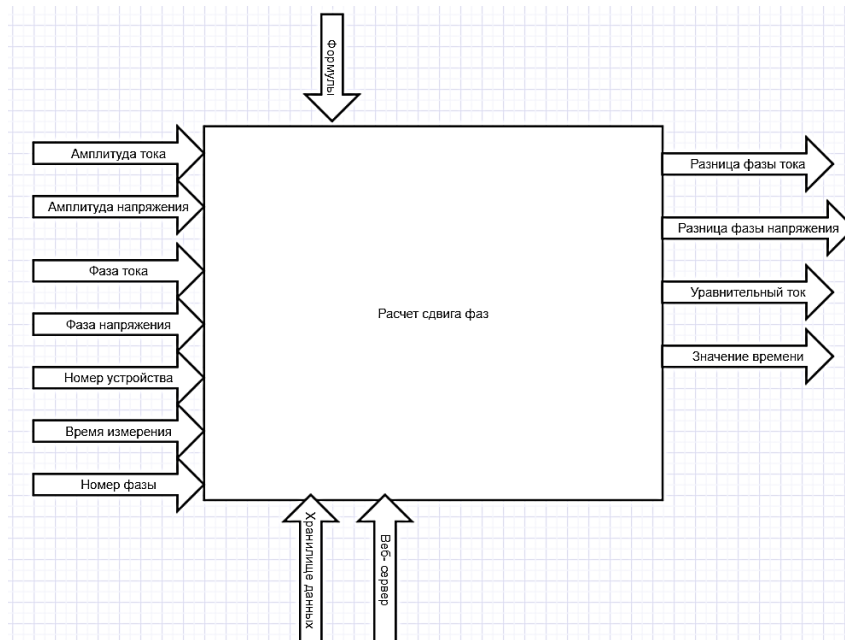 Формулы
Амплитуда тока
Амплитуда напряжения
Фаза тока
Фаза напряжения
Номер устройства
Время измерения
Номер фазы
Расчет сдвига фаз
Разница фазы тока
Разница фазы напряжения
Уравнительный ток
Значение времени
Хранилище данных
Веб- сервер